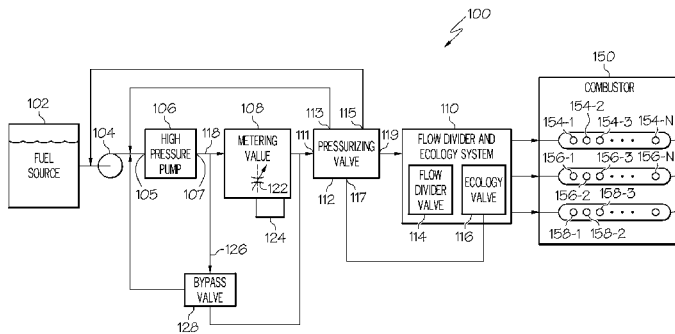 100
150
COMBUSTOR
102
FUEL
SOURCE
104
105
106
HIGH
PRESSURE
PUMP
118
107
108
METERING
VALUE
122
124
126
BYPASS
VALVE
128
113
115
111
119
PRESSURIZING
VALVE
112
117
110
FLOW DIVIDER AND
ECOLOGY SYSTEM
FLOW
DIVIDER
VALVE
114
ECOLOGY
VALVE
116
154-1
154-2
154-3
154-N
156-1
156-2
156-3
156-N
158-1
158-2
158-3